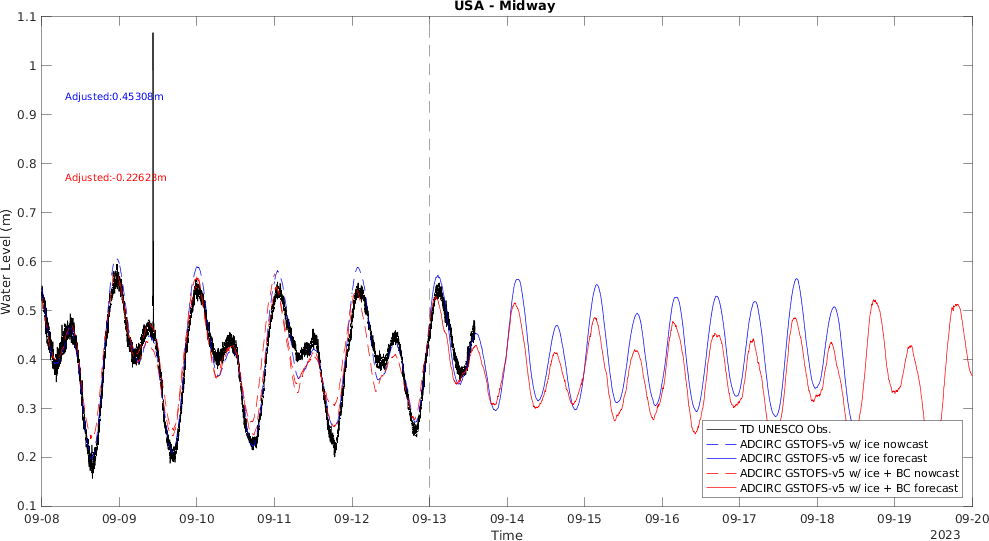 USA - Midway
1.1
1
0.9
0.8
0.7
0.6
0.5
0.4
0.3
0.2
0.1
Water Level (m)
Adjusted:0.45308m
Adjusted:-0.22623m
TD UNESCO Obs.
ADCIRC GSTOFS-v5 w/ ice nowcast
ADCIRC GSTOFS-v5 w/ ice forecast
ADCIRC GSTOFS-v5 w/ ice + BC nowcast
ADCIRC GSTOFS-v5 w/ ice + BC forecast
09-08 09-09 09-10 09-11 09-12 09-13 09-14 09-15 09-16 09-17 09-18 09-19 09-20
Time
2023